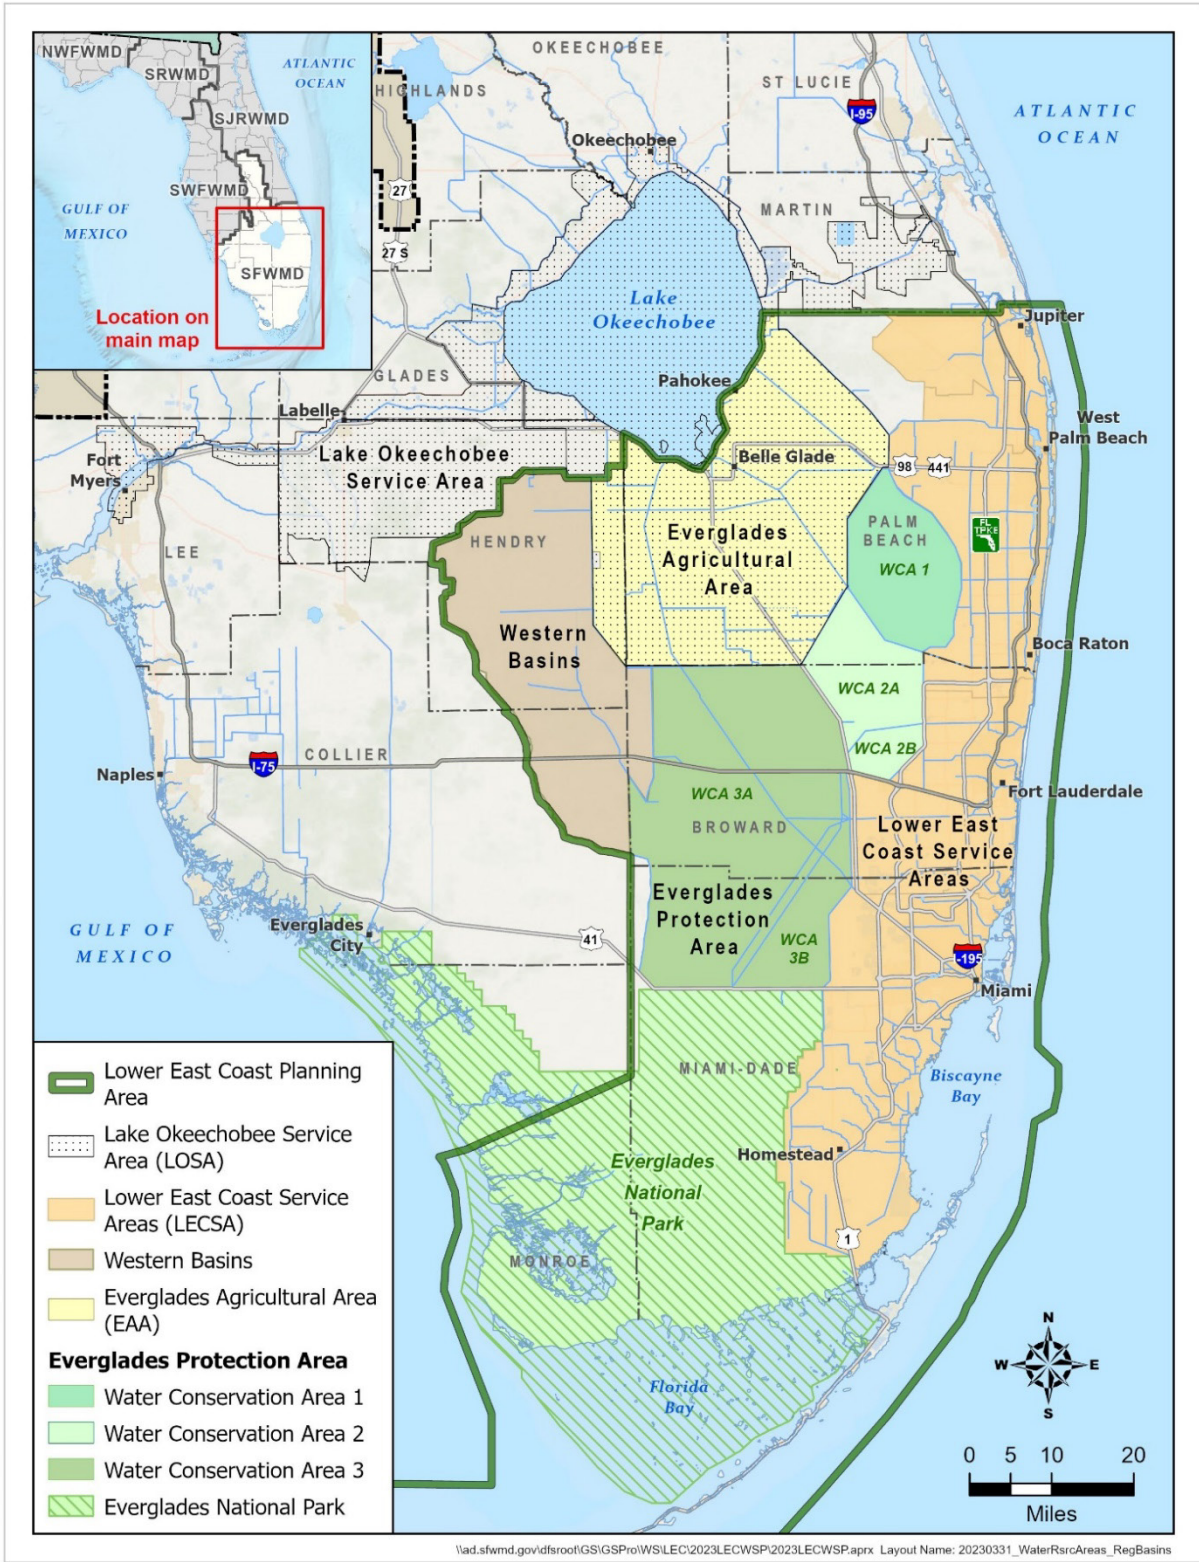 NWFWMD
SRWMD
SJRWMD
SWFWMD
SFWMD
ATLANTIC
OCEAN
GULF OF
MEXICO
Location on
main map
OKEECHOBEE
HIGHLANDS
ST LUCIE
I-95
ATLANTIC
OCEAN
Okeechobee
27
27 S
MARTIN
Lake
Okeechobee
Jupiter
GLADES
Pahokee
Labelle
West
Palm Beach
Fort
Myers
Lake Okeechobee
Service Area
Belle Glade
98
441
LEE
HENDRY
Everglades
Agricultural
Area
PALM
BEACH
FL
TPKE
WCA 1
Western
Basins
Boca Raton
WCA 2A
WCA 2B
COLLIER
I-75
Naples
WCA 3A
BROWARD
Fort Lauderdale
Lower East
Coast Service
Areas
Everglades
Protection
Area
Everglades
City
GULF OF
MEXICO
41
WCA
3B
I-195
Miami
MIAMI-DADE
Biscayne
Bay
Homestead
Everglades
National
Park
1
MONROE
Florida
Bay
Lower East Coast Planning
Area
Lake Okeechobee Service
Area (LOSA)
Lower East Coast Service
Areas (LECSA)
Western Basins
Everglades Agricultural Area
(EAA)
Everglades Protection Area
Water Conservation Area 1
Water Conservation Area 2
Water Conservation Area 3
Everglades National Park
N
W E
S
0 5 10 20
Miles
\\ad.sfwmd.gov\dfsroot\GS\GSPro\WS\LEC\2023LECWSP\2023LECWSP.aprx Layout Name: 20230331_WaterRsrcAreas_RegBasins